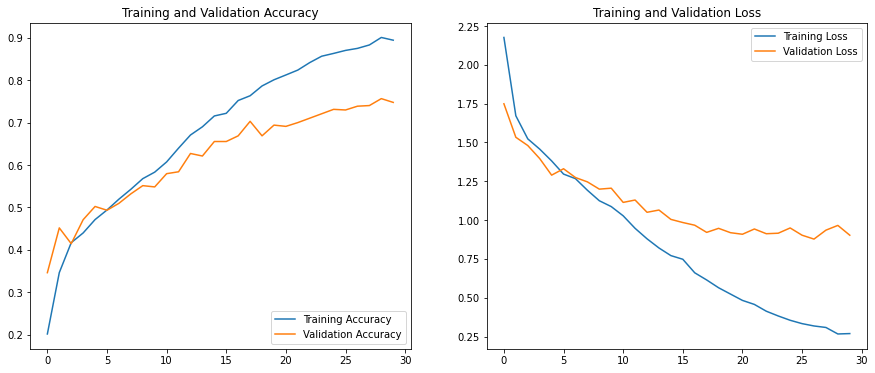 Training and Validation Accuracy
0.9
0.8
0.7
0.6
0.5
0.4
0.3
0.2
0 5 10 15 20 25 30
Training Accuracy
Validation Accuracy
Training and Validation Loss
2.25
2.00
1.75
1.50
1.25
1.00
0.75
0.50
0.25
0 5 10 15 20 25 30
Training Loss
Validation Loss